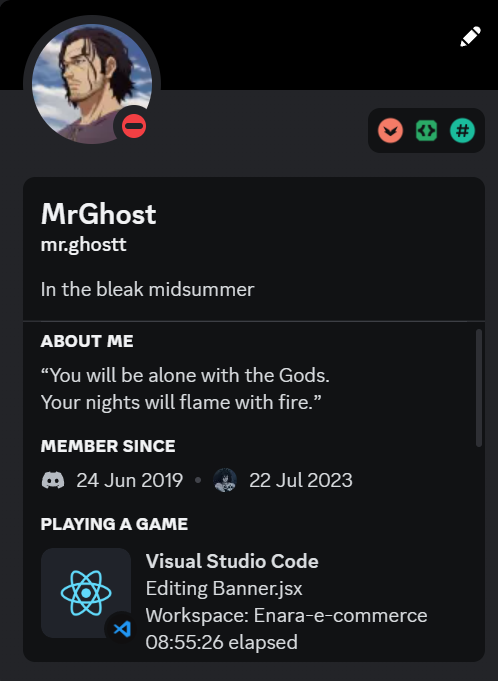 MrGhost
mr.ghostt
In the bleak midsummer
ABOUT ME
“You will be alone with the Gods.
Your nights will flame with fire.”
MEMBER SINCE
24 Jun 2019 • 22 Jul 2023
PLAYING A GAME
Visual Studio Code
Editing Banner.jsx
Workspace: Enara-e-commerce
08:55:26 elapsed